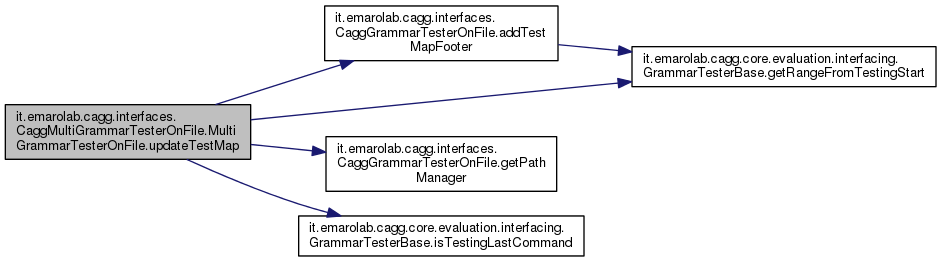 it.emarolab.cagg.interfaces.
CaggGrammarTesterOnFile.addTest
MapFooter
it.emarolab.cagg.core.evaluation.interfacing.
GrammarTesterBase.getRangeFromTestingStart
it.emarolab.cagg.interfaces.
CaggMultiGrammarTesterOnFile.Multi
GrammarTesterOnFile.updateTestMap
it.emarolab.cagg.interfaces.
CaggGrammarTesterOnFile.getPath
Manager
it.emarolab.cagg.core.evaluation.interfacing.
GrammarTesterBase.isTestingLastCommand